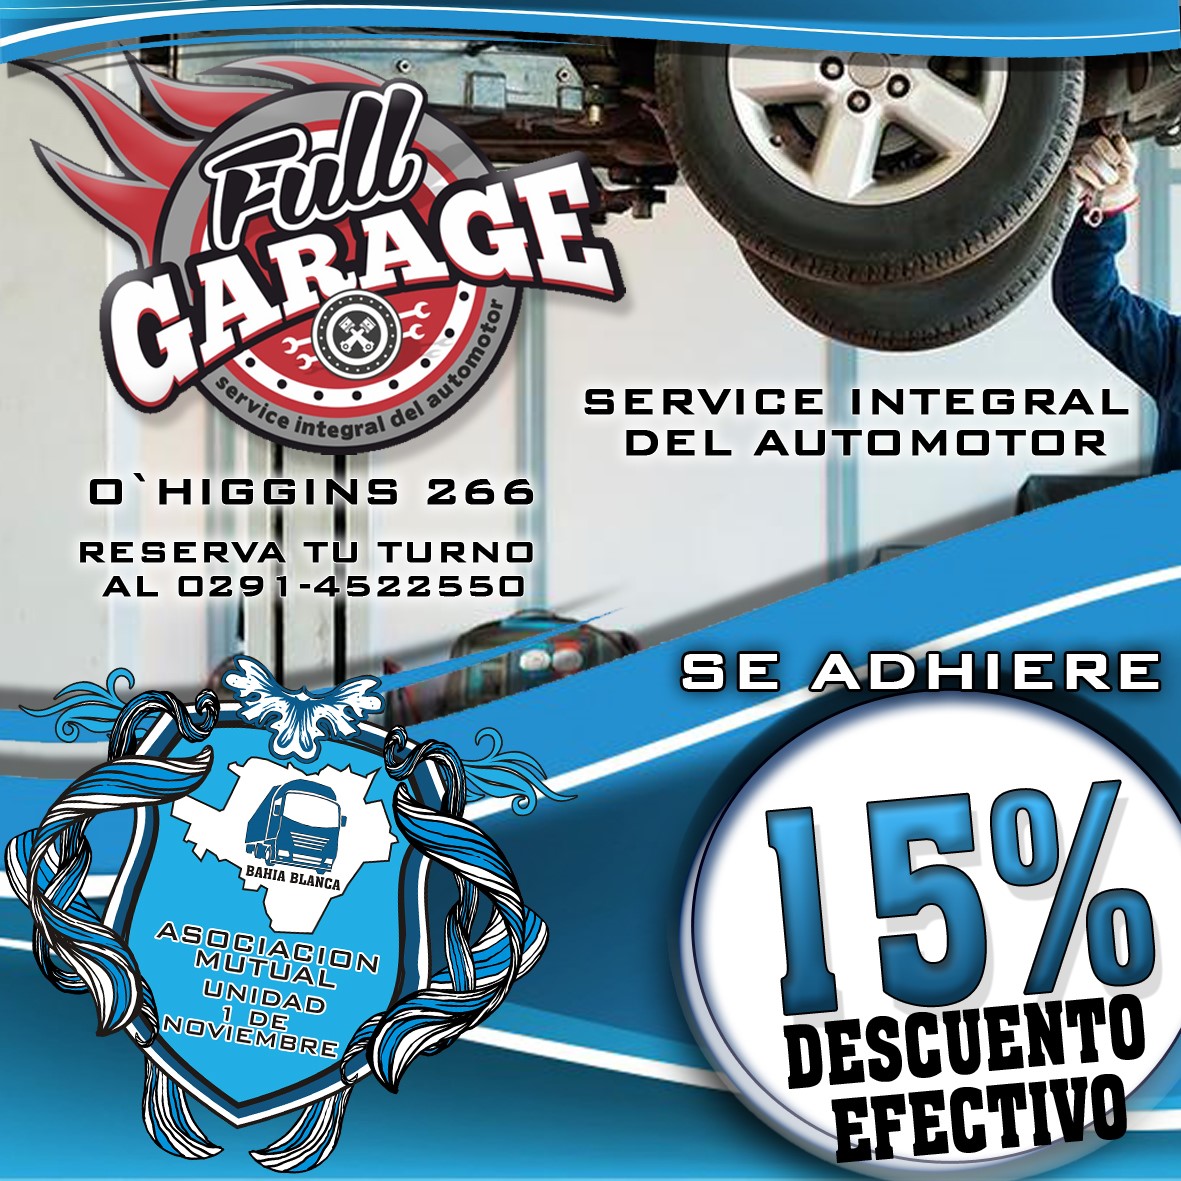 Full
GARAGE
service integral del automotor
SERVICE INTEGRAL
DEL AUTOMOTOR
O`HIGGINS 266
RESERVA TU TURNO
AL 0291-4522550
SE ADHIERE
15%
DESCUENTO
EFECTIVO
BAHIA BLANCA
ASOCIACION
MUTUAL
UNIDAD
1 DE
NOVIEMBRE